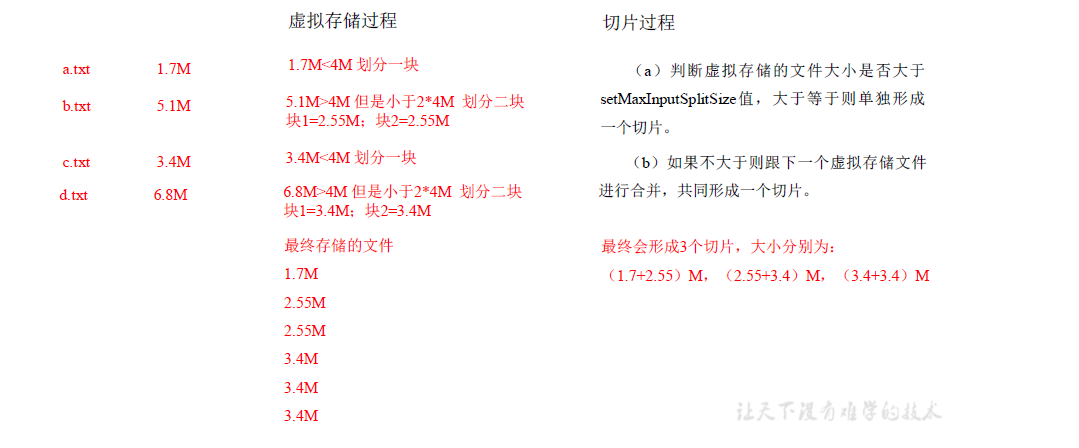 虚拟存储过程
切片过程
a.txt 1.7M
1.7M<4M 划分一块
b.txt 5.1M
5.1M>4M 但是小于2*4M 划分二块
块1=2.55M；块2=2.55M
c.txt 3.4M
3.4M<4M 划分一块
d.txt 6.8M
6.8M>4M 但是小于2*4M 划分二块
块1=3.4M；块2=3.4M
最终存储的文件
1.7M
2.55M
2.55M
3.4M
3.4M
3.4M
（a）判断虚拟存储的文件大小是否大于
setMaxInputSplitSize值，大于等于则单独形成
一个切片。
（b）如果不大于则跟下一个虚拟存储文件
进行合并，共同形成一个切片。
最终会形成3个切片，大小分别为：
（1.7+2.55）M，（2.55+3.4）M，（3.4+3.4）M
让天下没有难学的技术